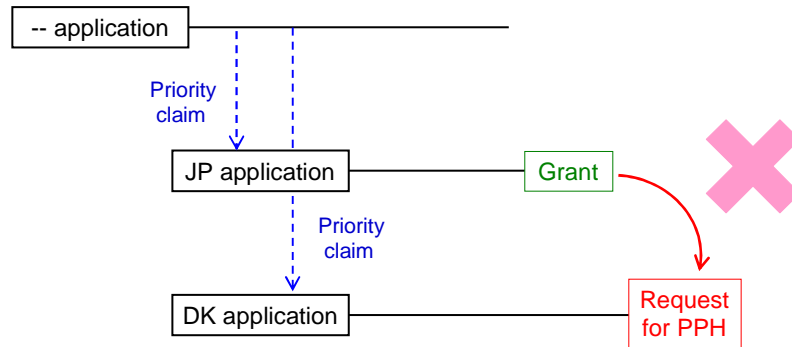 -- application
Priority
claim
JP application
Grant
Priority
claim
DK application
Request
for PPH